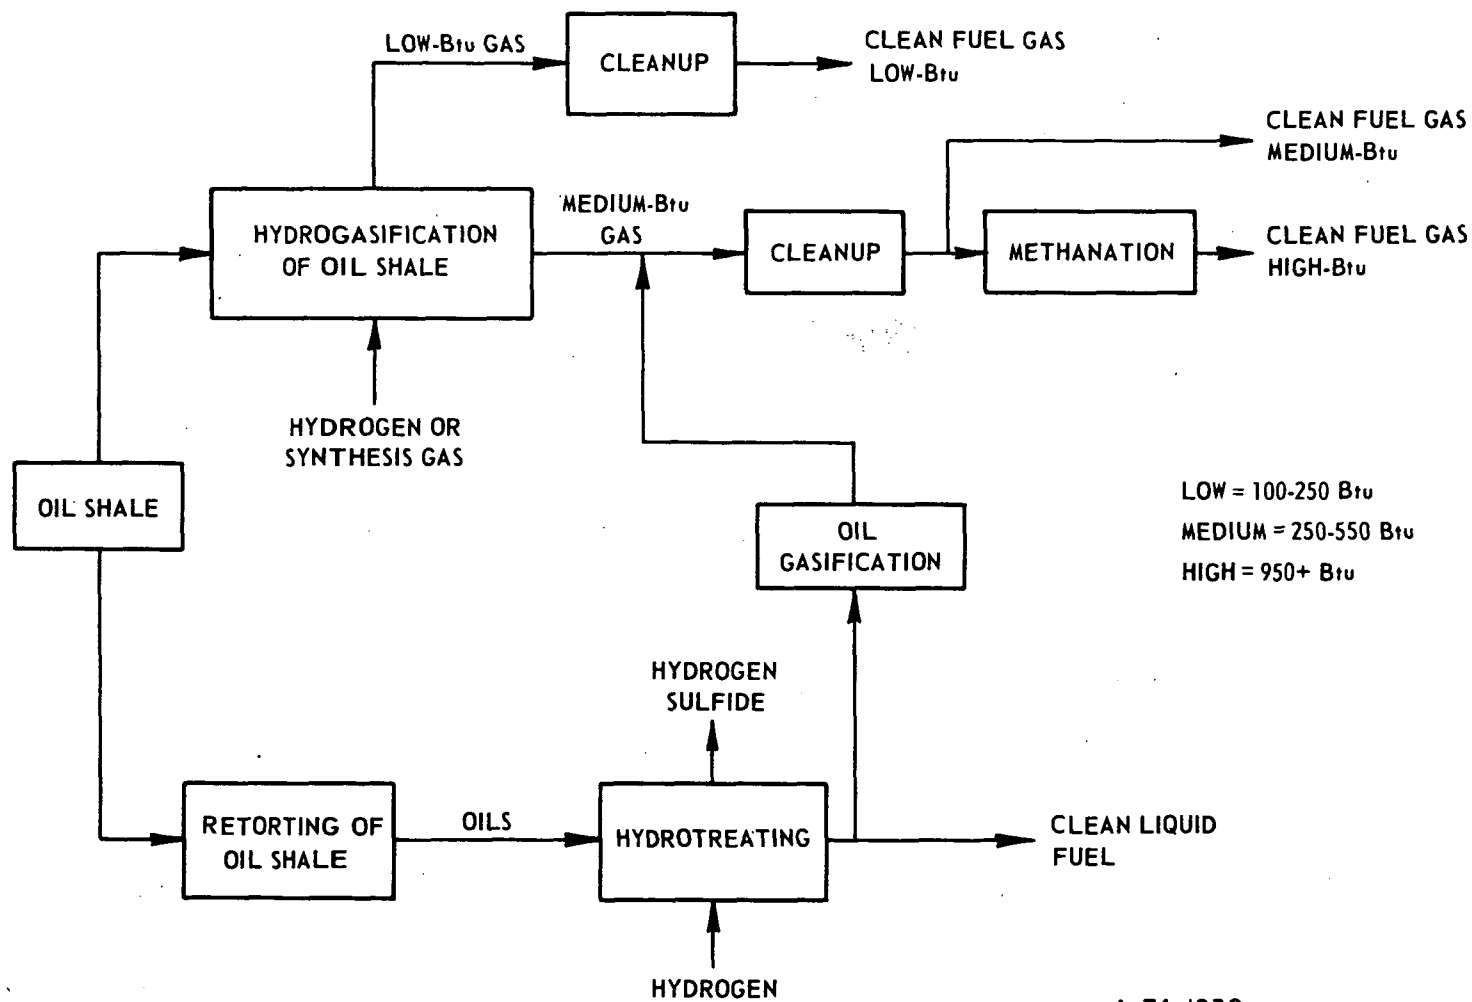 LOW-Btu GAS
CLEANUP
CLEAN FUEL GAS
LOW-Btu
CLEAN FUEL GAS
MEDIUM-Btu
HYDROGASIFICATION
OF OIL SHALE
MEDIUM-Btu
GAS
CLEANUP
METHANATION
CLEAN FUEL GAS
HIGH-Btu
HYDROGEN OR
SYNTHESIS GAS
OIL SHALE
OIL
GASIFICATION
LOW = 100-250 Btu
MEDIUM = 250-550 Btu
HIGH = 950+ Btu
HYDROGEN
SULFIDE
RETORTING OF
OIL SHALE
OILS
HYDROTREATING
CLEAN LIQUID
FUEL
HYDROGEN